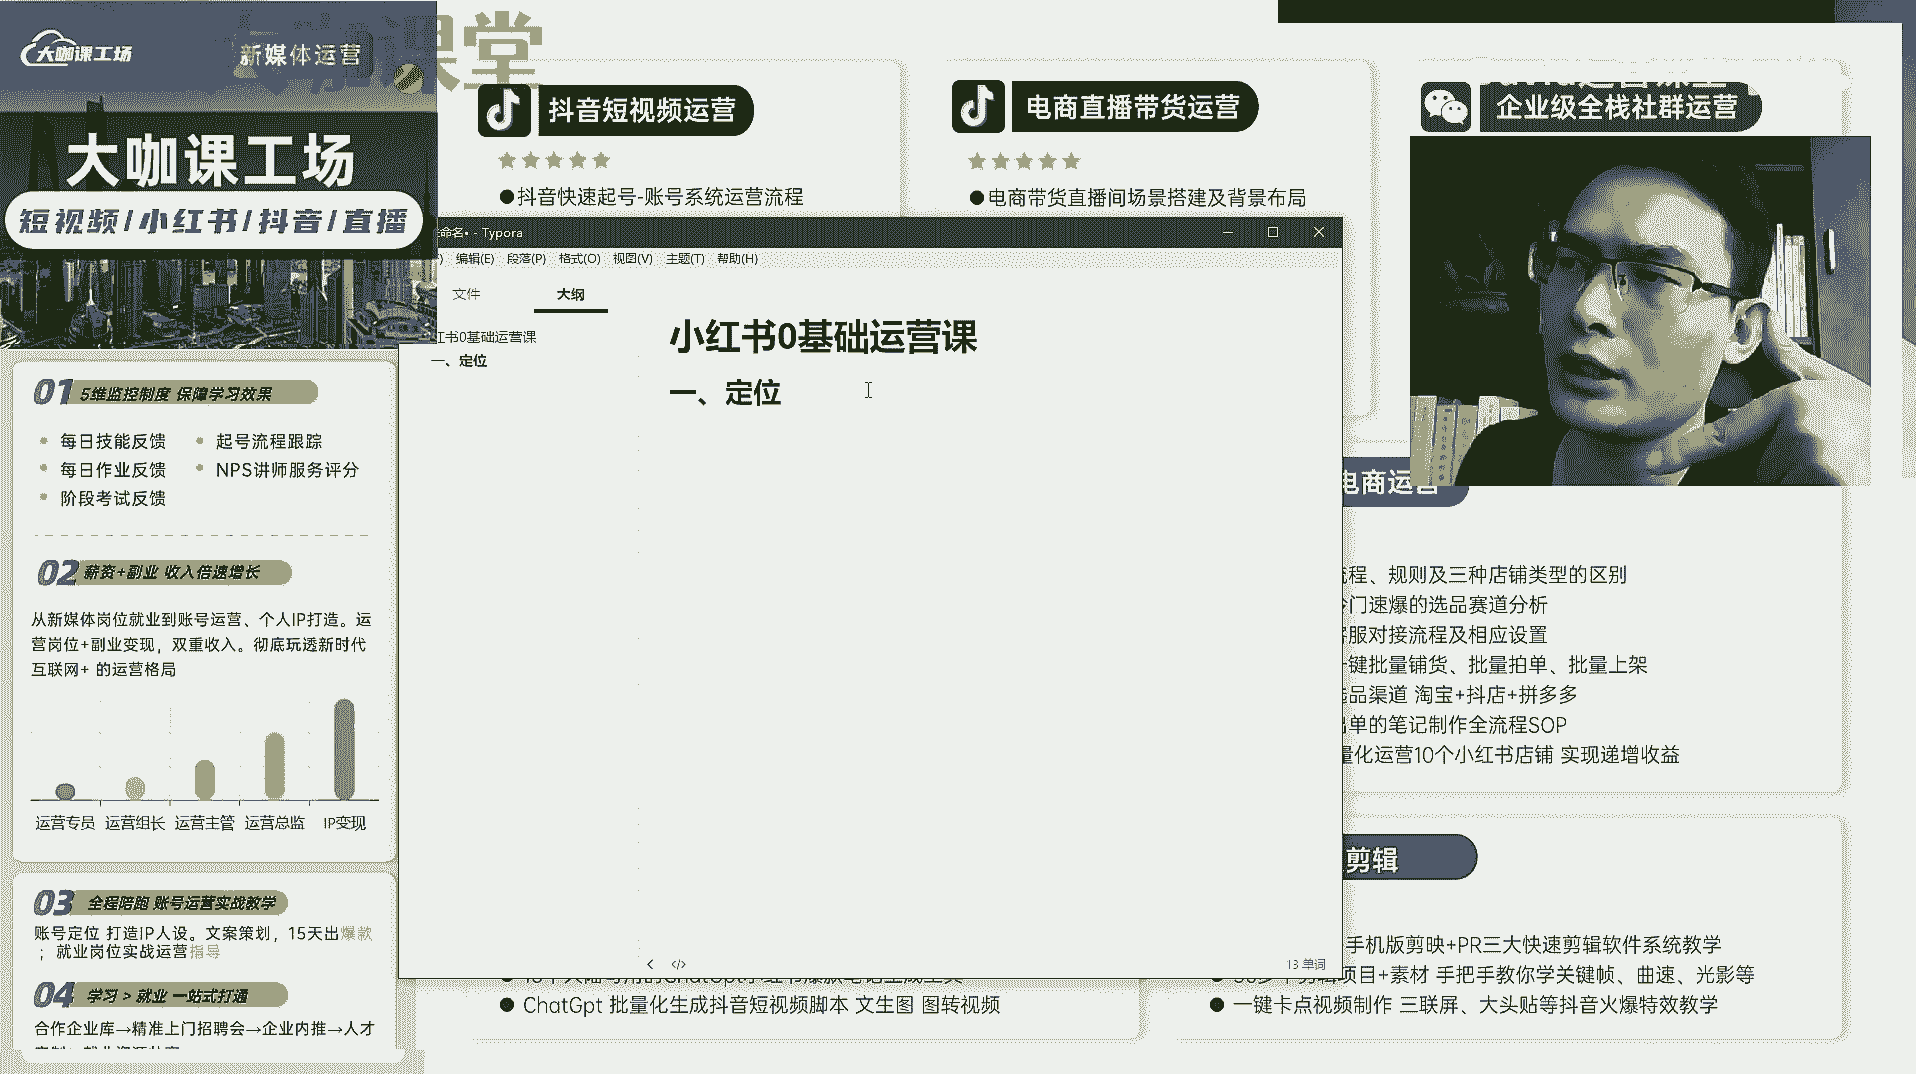 大咖课工场
新媒体运营
课堂
大咖课工场
短视频/小红书/抖音/直播
抖音短视频运营
●抖音快速起号-账号系统运营流程
电商直播带货运营
●电商带货直播间场景搭建及背景布局
企业级全栈社群运营
命名• - Typora
编辑(E) 段落(P) 格式(O) 视图(V) 主题(T) 帮助(H)
文件
大纲
红书0基础运营课
一、定位
小红书0基础运营课
一、定位
13 单词
01 5维监控制度 保障学习效果
每日技能反馈
起号流程跟踪
每日作业反馈
NPS讲师服务评分
阶段考试反馈
02 薪资+副业 收入倍速增长
从新媒体岗位就业到账号运营、个人IP打造。运
营岗位+副业变现，双重收入。彻底玩透新时代
互联网+ 的运营格局
运营专员 运营组长 运营主管 运营总监 IP变现
03 全程陪跑 账号运营实战教学
账号定位 打造IP人设。文案策划，15天出爆款
；就业岗位实战运营指导
04 学习 > 就业 一站式打通
合作企业库→精准上门招聘会→企业内推→人才
电商运营
流程、规则及三种店铺类型的区别
冷门速爆的选品赛道分析
客服对接流程及相应设置
一键批量铺货、批量拍单、批量上架
选品渠道 淘宝+抖店+拼多多
出单的笔记制作全流程SOP
量化运营10个小红书店铺 实现递增收益
剪辑
手机版剪映+PR三大快速剪辑软件系统教学
项目+素材 手把手教你学关键帧、曲速、光影等
● 一键卡点视频制作 三联屏、大头贴等抖音火爆特效教学
● ChatGpt 批量化生成抖音短视频脚本 文生图 图转视频